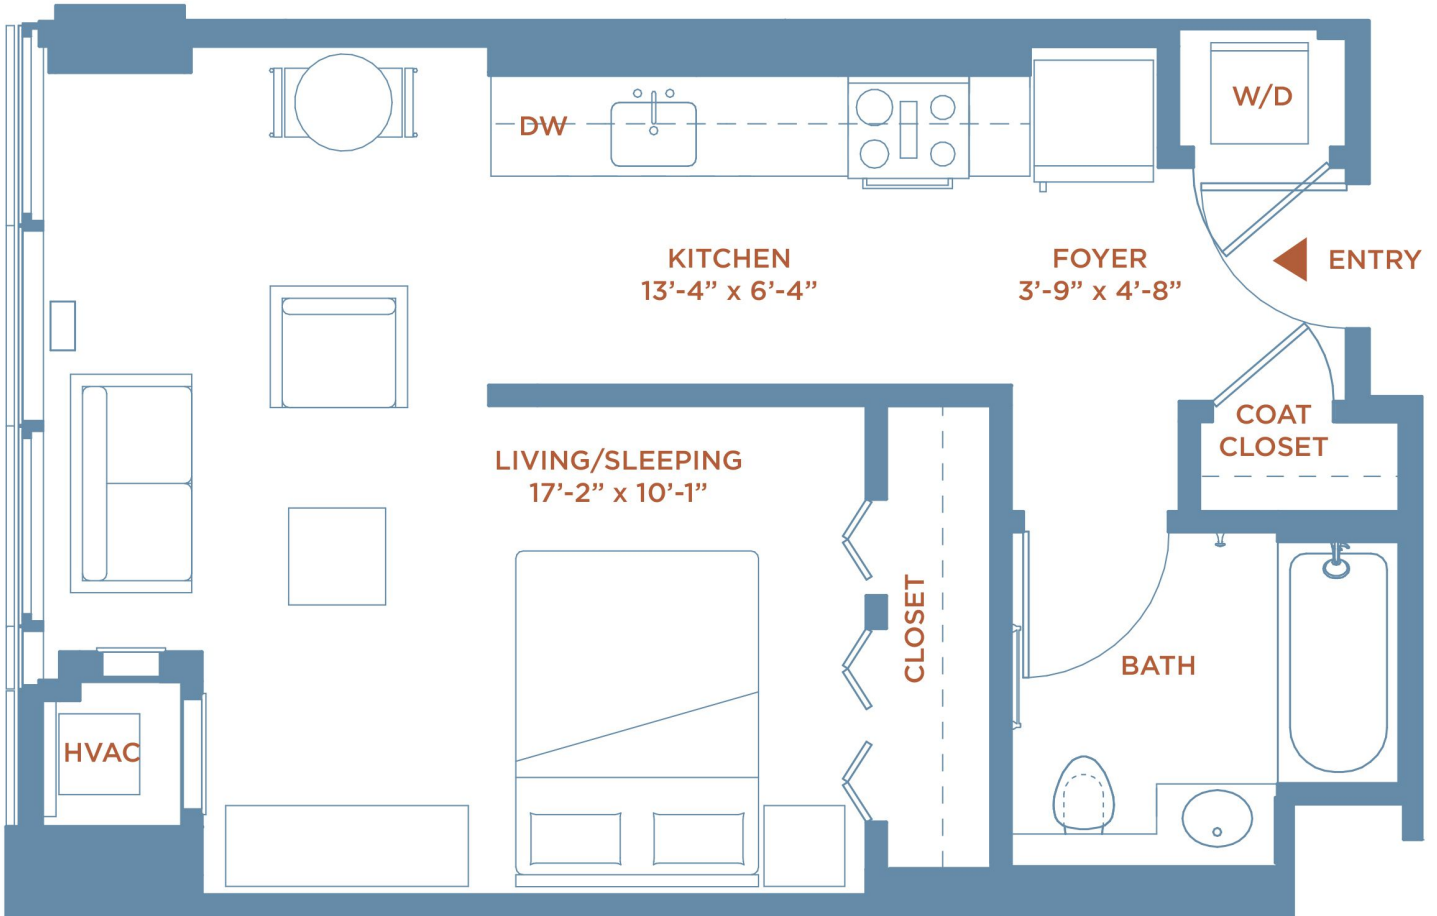 W/D
DW
KITCHEN
13’-4” x 6’-4”
FOYER
3’-9” x 4’-8”
ENTRY
COAT
CLOSET
LIVING/SLEEPING
17’-2” x 10’-1”
CLOSET
BATH
HVAC